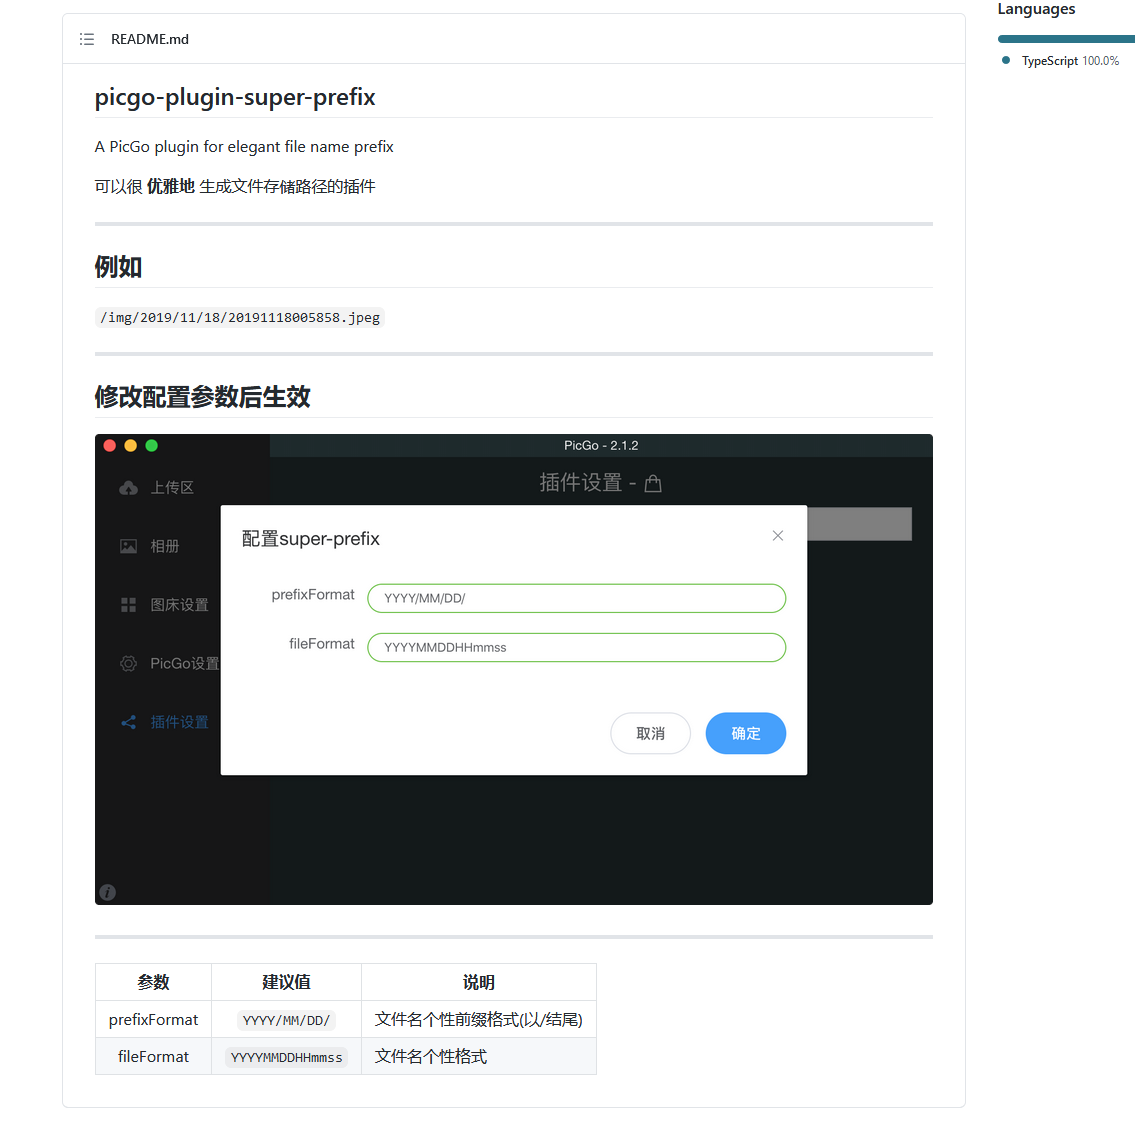 Languages
TypeScript 100.0%
README.md
picgo-plugin-super-prefix
A PicGo plugin for elegant file name prefix
可以很 优雅地 生成文件存储路径的插件
例如
/img/2019/11/18/20191118005858.jpeg
修改配置参数后生效
PicGo - 2.1.2
插件设置 -
上传区
相册
图床设置
PicGo设置
插件设置
配置super-prefix
prefixFormat YYYY/MM/DD/
fileFormat YYYYMMDDHHmmss
取消 确定
参数 建议值 说明
prefixFormat YYYY/MM/DD/ 文件名个性前缀格式(以/结尾)
fileFormat YYYYMMDDHHmmss 文件名个性格式